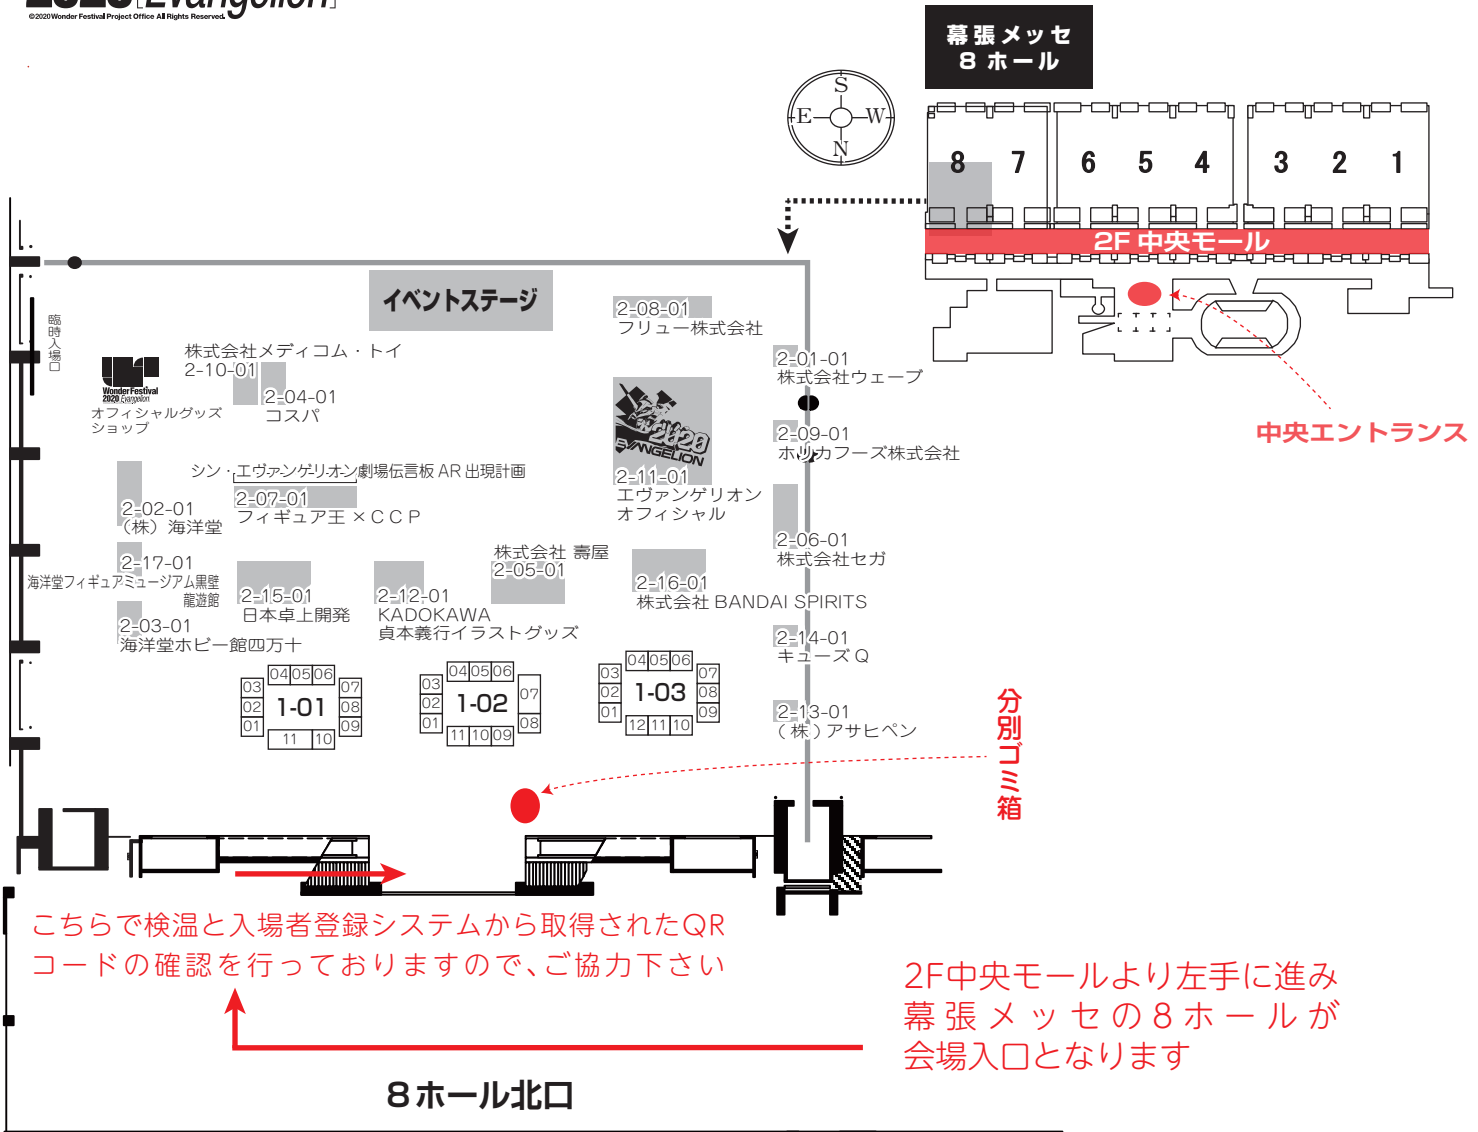 2020[Evangelion]
©2020Wonder Festival Project Office All Rights Reserved.
幕張メッセ
8 ホール
S
E
W
N
8
7
6
5
4
3
2
1
2F 中央モール
中央エントランス
イベントステージ
臨時入場口
WonderFestival
2020 Evangelion
オフィシャルグッズ
ショップ
株式会社メディコム・トイ
2-10-01
2-04-01
コスパ
2-08-01
フリュー株式会社
2-01-01
株式会社ウェーブ
2-09-01
ホリカフーズ株式会社
2020
EVANGELION
2-11-01
エヴァンゲリオン
オフィシャル
シン・エヴァンゲリオン劇場伝言板 AR 出現計画
2-07-01
フィギュア王 × C C P
2-02-01
(株) 海洋堂
2-17-01
海洋堂フィギュアミュージアム黒壁
龍遊館
2-03-01
海洋堂ホビー館四万十
2-15-01
日本卓上開発
2-12-01
KADOKAWA
貞本義行イラストグッズ
株式会社 壽屋
2-05-01
2-16-01
株式会社 BANDAI SPIRITS
2-06-01
株式会社セガ
2-14-01
キューズ Q
2-13-01
(株) アサヒペン
04 05 06
03
07
02
1-01
08
01
09
11
10
04 05 06
03
07
02
1-02
01
08
11 10 09
04 05 06
03
07
02
1-03
08
01
09
12 11 10
分別ゴミ箱
こちらで検温と入場者登録システムから取得されたQR
コードの確認を行っておりますので、ご協力下さい
2F中央モールより左手に進み
幕張メッセの8ホールが
会場入口となります
8ホール北口